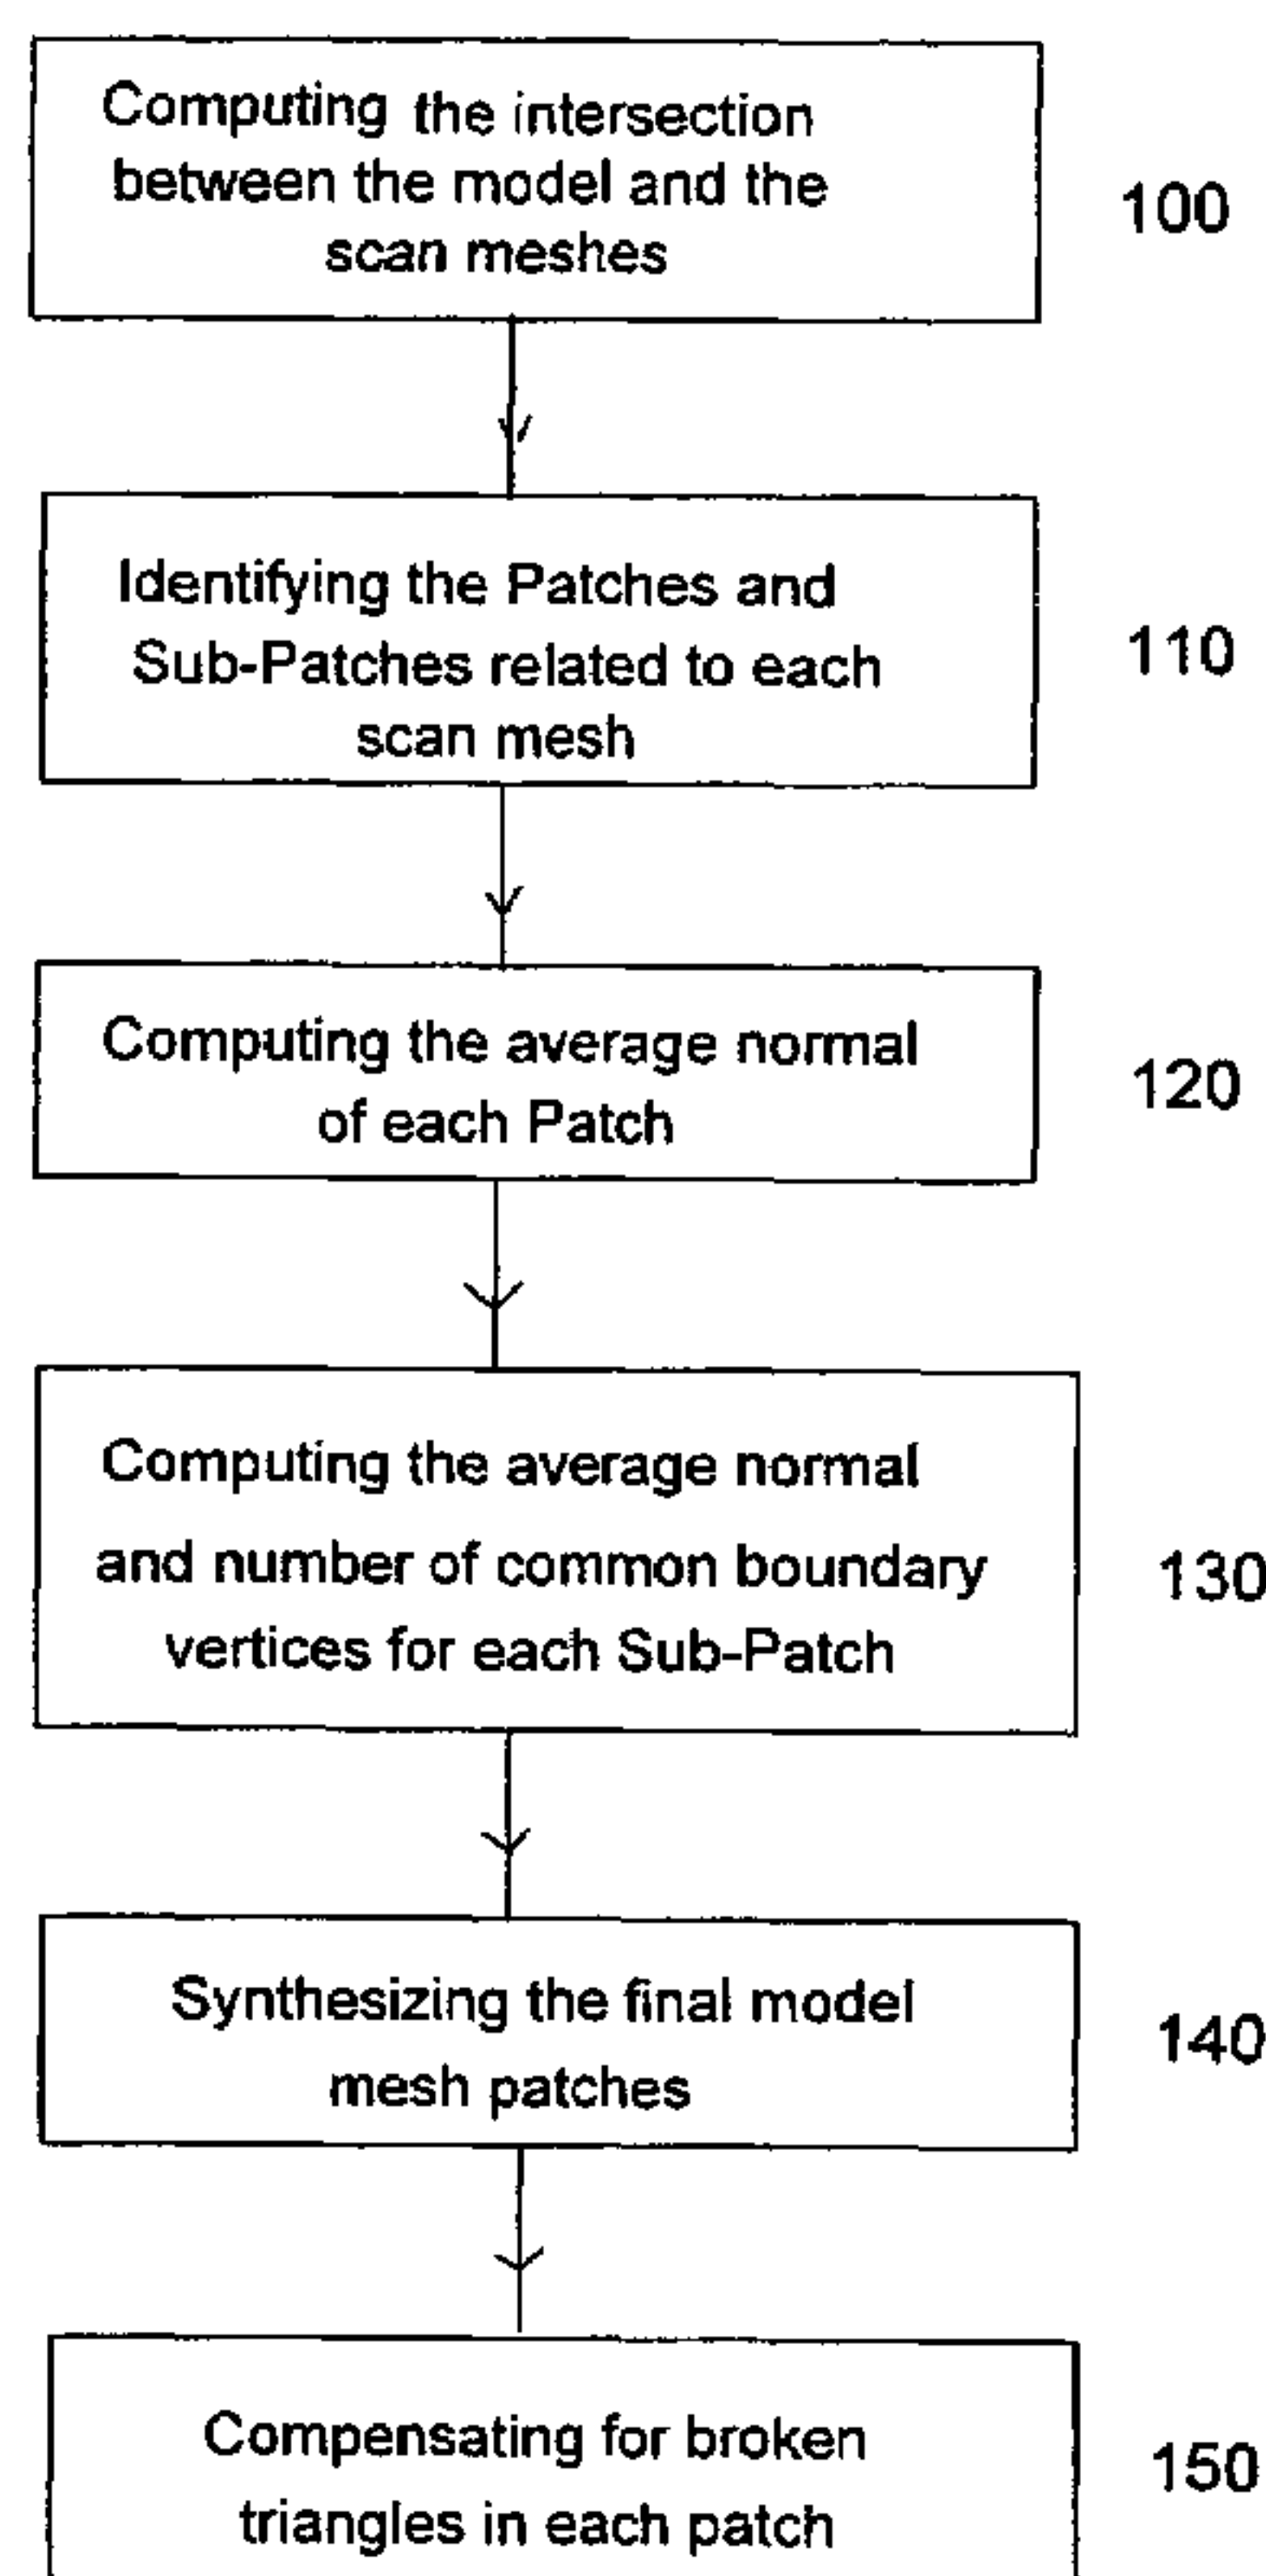 Computing the intersection
between the model and the
scan meshes
100
Identifying the Patches and
Sub-Patches related to each
scan mesh
110
Computing the average normal
of each Patch
120
Computing the average normal
and number of common boundary
vertices for each Sub-Patch
130
Synthesizing the final model
mesh patches
140
Compensating for broken
triangles in each patch
150